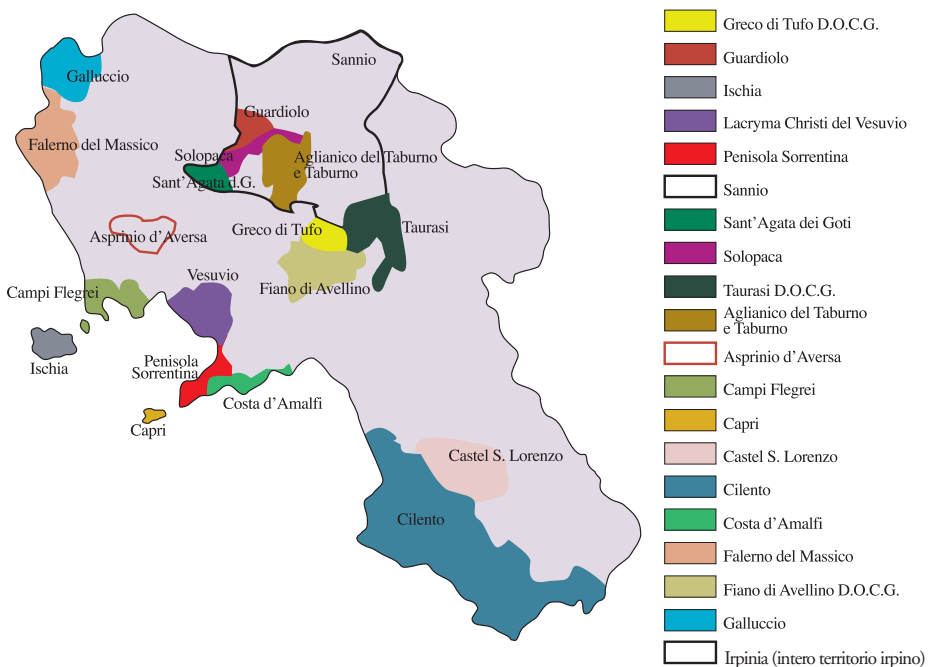 Sannio
Galluccio
Guardiolo
Falerno del Massico
Solopaca
Aglianico del Taburno
e Taburno
Sant'Agata d.G.
Asprinio d'Aversa
Greco di Tufo
Taurasi
Vesuvio
Campi Flegrei
Fiano di Avellino
Ischia
Penisola
Sorrentina
Costa d'Amalfi
Capri
Castel S. Lorenzo
Cilento
Greco di Tufo D.O.C.G.
Guardiolo
Ischia
Lacryma Christi del Vesuvio
Penisola Sorrentina
Sannio
Sant'Agata dei Goti
Solopaca
Taurasi D.O.C.G.
Aglianico del Taburno
e Taburno
Asprinio d'Aversa
Campi Flegrei
Capri
Castel S. Lorenzo
Cilento
Costa d'Amalfi
Falerno del Massico
Fiano di Avellino D.O.C.G.
Galluccio
Irpinia (intero territorio irpino)